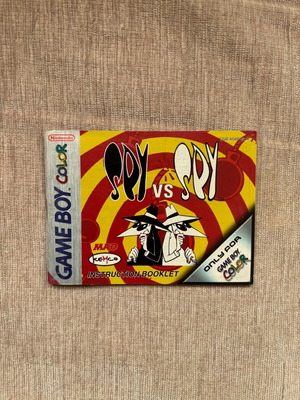 Nintendo
GAME BOY COLOR
SPY
VS
SPY
MAD
KEMCO
INSTRUCTION BOOKLET
ONLY FOR
GAME BOY
COLOR